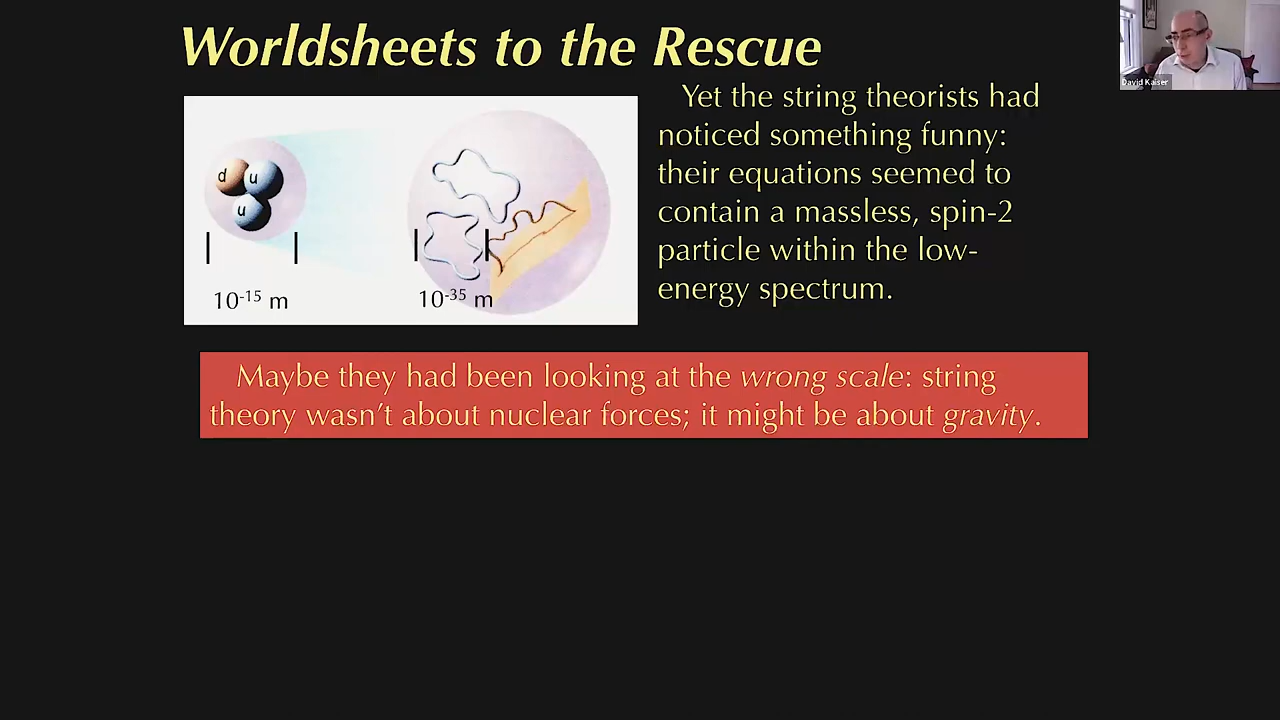 Worldsheets to the Rescue
David Kaiser
Yet the string theorists had
noticed something funny:
their equations seemed to
contain a massless, spin-2
particle within the low-
energy spectrum.
d u
u
10-15 m
10-35 m
Maybe they had been looking at the wrong scale: string
theory wasn’t about nuclear forces; it might be about gravity.